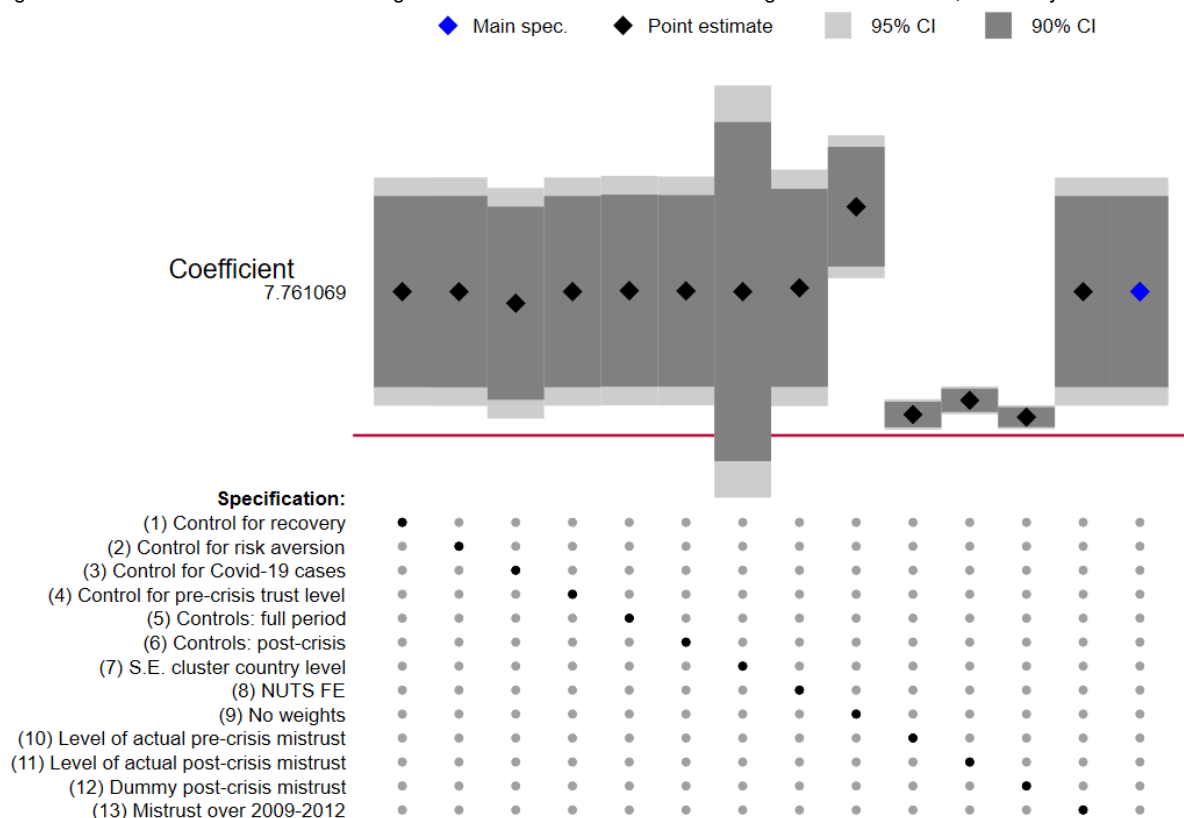 Main spec.
Point estimate
95% CI
90% CI
Coefficient
7.761069
Specification:
(1) Control for recovery
(2) Control for risk aversion
(3) Control for Covid-19 cases
(4) Control for pre-crisis trust level
(5) Controls: full period
(6) Controls: post-crisis
(7) S.E. cluster country level
(8) NUTS FE
(9) No weights
(10) Level of actual pre-crisis mistrust
(11) Level of actual post-crisis mistrust
(12) Dummy post-crisis mistrust
(13) Mistrust over 2009-2012